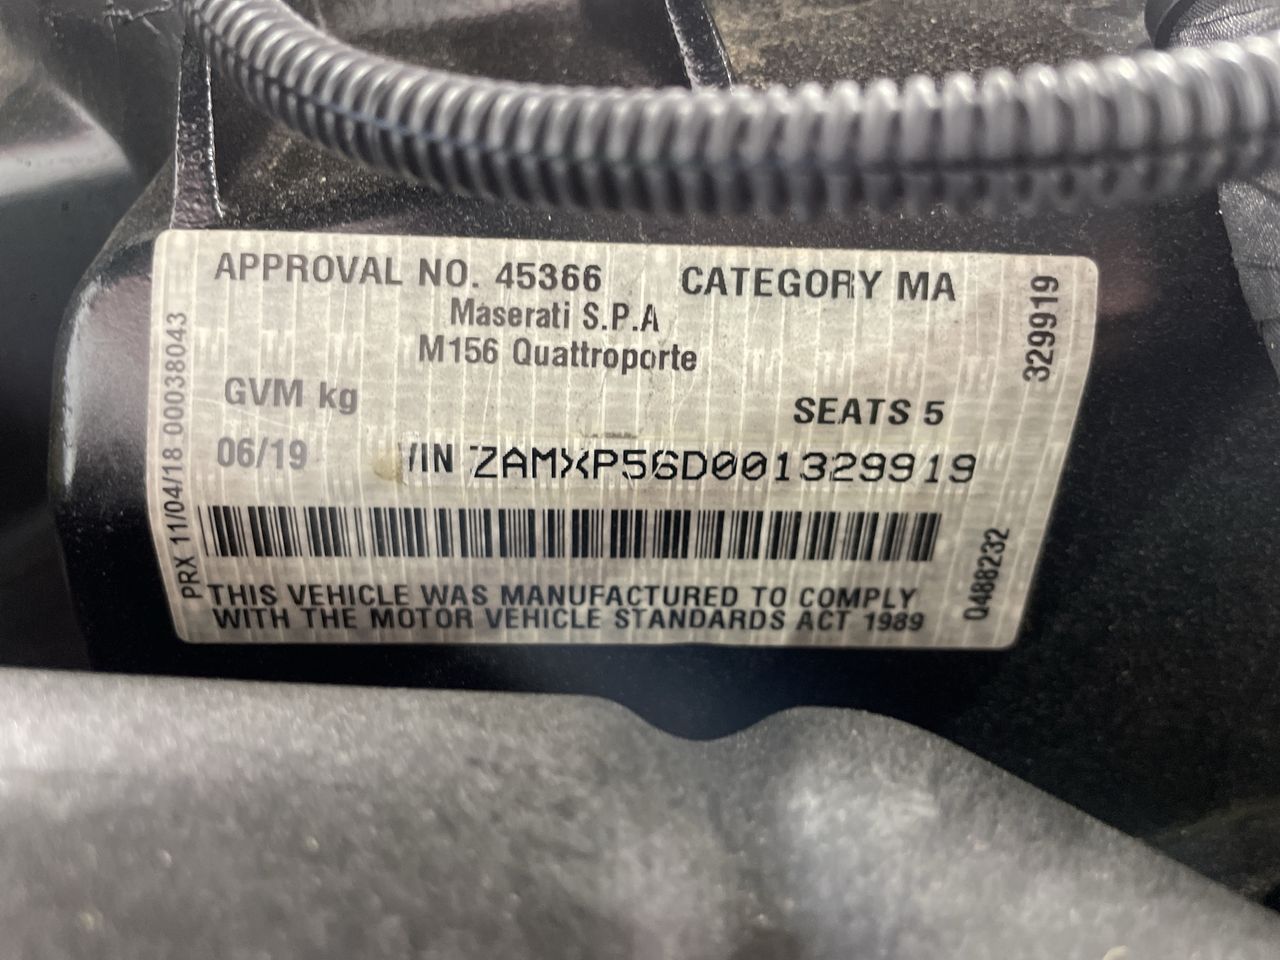 APPROVAL NO. 45366 CATEGORY MA
Maserati S.P.A
M156 Quattroporte
GVM kg
SEATS 5
06/19 VIN ZAMXP56D001329919
THIS VEHICLE WAS MANUFACTURED TO COMPLY
WITH THE MOTOR VEHICLE STANDARDS ACT 1989
PRX 11/04/18 00038043
329919
0488232